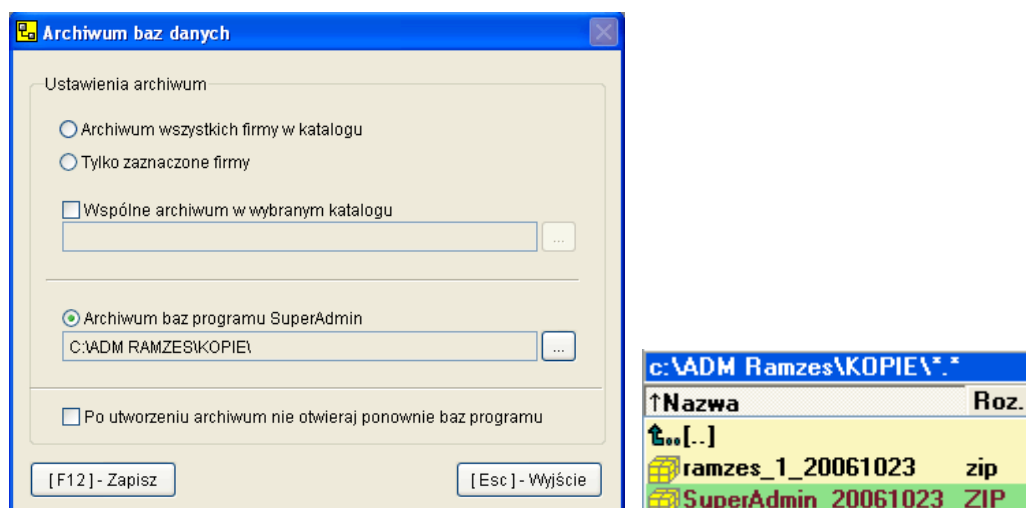 Archiwum baz danych
Ustawienia archiwum
Archiwum wszystkich firmy w katalogu
Tylko zaznaczone firmy
Wspólne archiwum w wybranym katalogu
...
Archiwum baz programu SuperAdmin
C:\ADM RAMZES\KOPIE\
...
Po utworzeniu archiwum nie otwieraj ponownie baz programu
[ F12 ] - Zapisz
[ Esc ] - Wyjście
c:\ADM Ramzes\KOPIE\*.*
↑Nazwa Roz.
[..]
ramzes_1_20061023 zip
SuperAdmin_20061023 ZIP